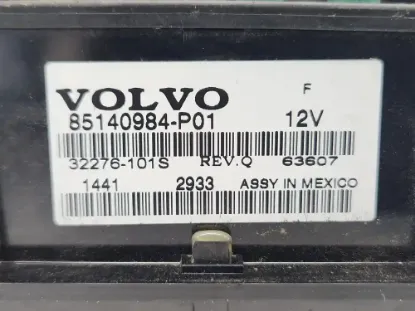 F
VOLVO
85140984-P01 12V
32276-101S REV.Q 63607
1441 2933 ASSY IN MEXICO